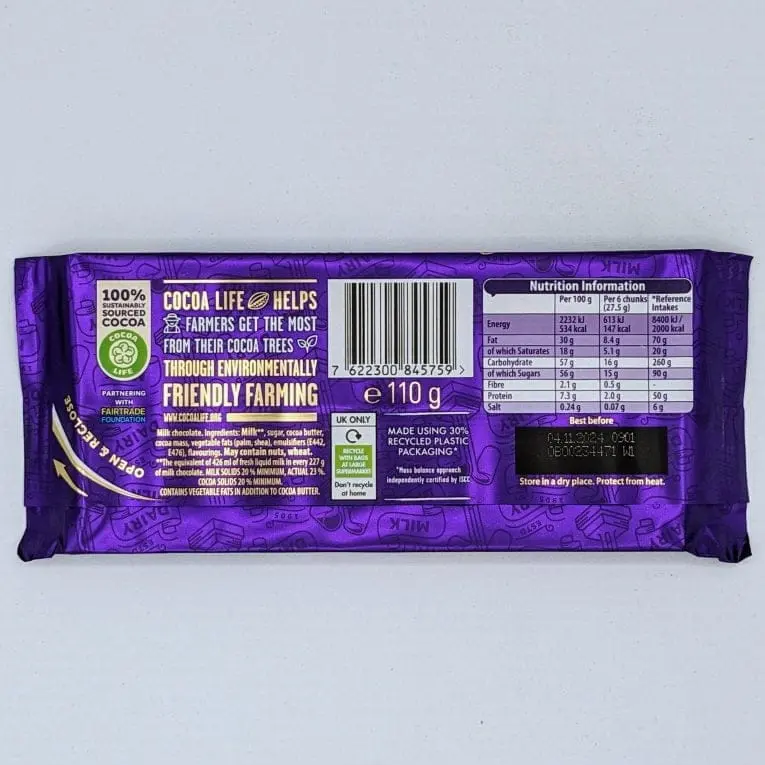 100%
SUSTAINABLY
SOURCED
COCOA
COCOA
LIFE
PARTNERING
WITH
FAIRTRADE
FOUNDATION
OPEN & RECLOSE
COCOA LIFE HELPS
FARMERS GET THE MOST
FROM THEIR COCOA TREES
THROUGH ENVIRONMENTALLY
FRIENDLY FARMING
WWW.COCOALIFE.ORG
Milk chocolate. Ingredients: Milk**, sugar, cocoa butter,
cocoa mass, vegetable fats (palm, shea), emulsifiers (E442,
E476), flavourings. May contain nuts, wheat.
**The equivalent of 426 ml of fresh liquid milk in every 227 g
of milk chocolate. MILK SOLIDS 20 % MINIMUM, ACTUAL 23 %.
COCOA SOLIDS 20 % MINIMUM.
CONTAINS VEGETABLE FATS IN ADDITION TO COCOA BUTTER.
7 622300 845759 >
e 110 g
UK ONLY
RECYCLE
WITH BAGS
AT LARGE
SUPERMARKET
Don't recycle
at home
MADE USING 30%
RECYCLED PLASTIC
PACKAGING*
*Mass balance approach
independently certified by ISCC
Nutrition Information
Per 100 g Per 6 chunks (27.5 g) *Reference Intakes
Energy 2232 kJ 534 kcal 613 kJ 147 kcal 8400 kJ / 2000 kcal
Fat 30 g 8.4 g 70 g
of which Saturates 18 g 5.1 g 20 g
Carbohydrate 57 g 16 g 260 g
of which Sugars 56 g 15 g 90 g
Fibre 2.1 g 0.5 g -
Protein 7.3 g 2.0 g 50 g
Salt 0.24 g 0.07 g 6 g
Best before
04.11.2024 0901
OBO0234471 W1
Store in a dry place. Protect from heat.
DAIRY
ESTD
1905
MILK